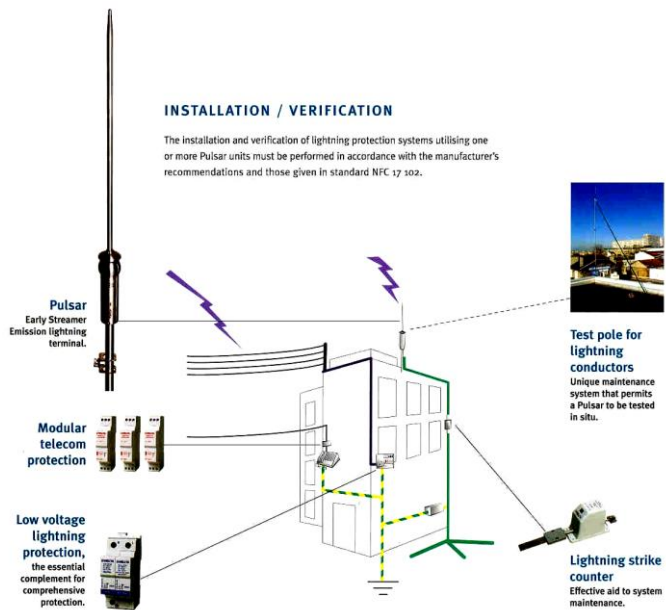 INSTALLATION / VERIFICATION
The installation and verification of lightning protection systems utilising one
or more Pulsar units must be performed in accordance with the manufacturer's
recommendations and those given in standard NFC 17 102.
Pulsar
Early Streamer
Emission lightning
terminal.
Test pole for
lightning
conductors
Unique maintenance
system that permits
a Pulsar to be tested
in situ.
Modular
telecom
protection
Low voltage
lightning
protection,
the essential
complement for
comprehensive
protection.
Lightning strike
counter
Effective aid to system
maintenance.